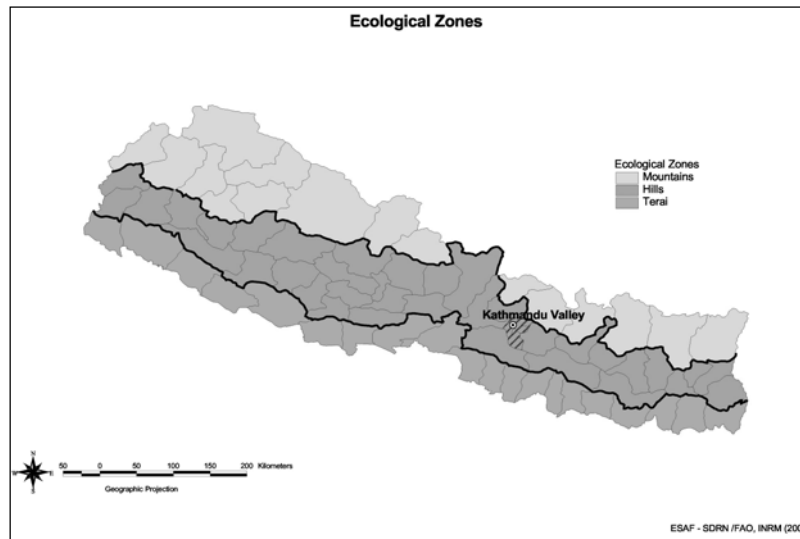 Ecological Zones
Ecological Zones
Mountains
Hills
Terai
Kathmandu Valley
N
W E
S
50 0 50 100 150 200 Kilometers
Geographic Projection
ESAF - SDRN /FAO, INRM (200